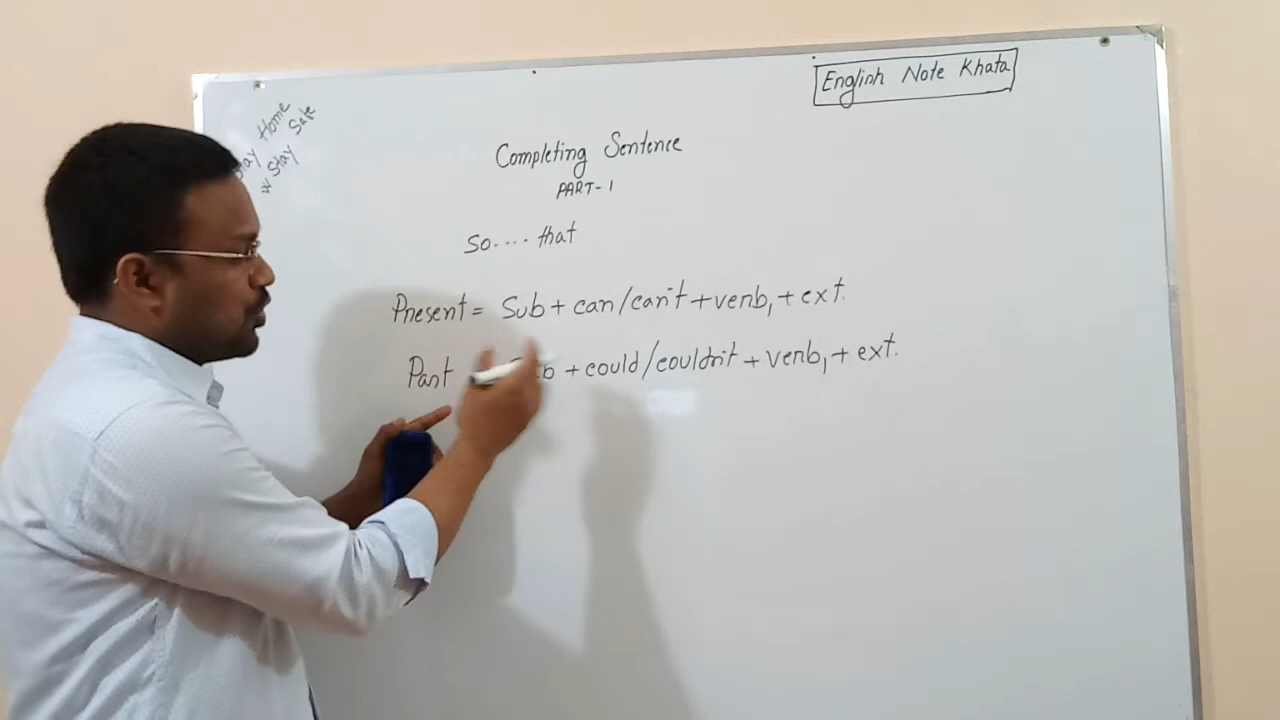 English Note Khata
Home
Stay Safe
Completing Sentence
PART-1
So.... that
Present = Sub + can/can't + verb1 + ext.
Past + could/couldn't + verb1 + ext.